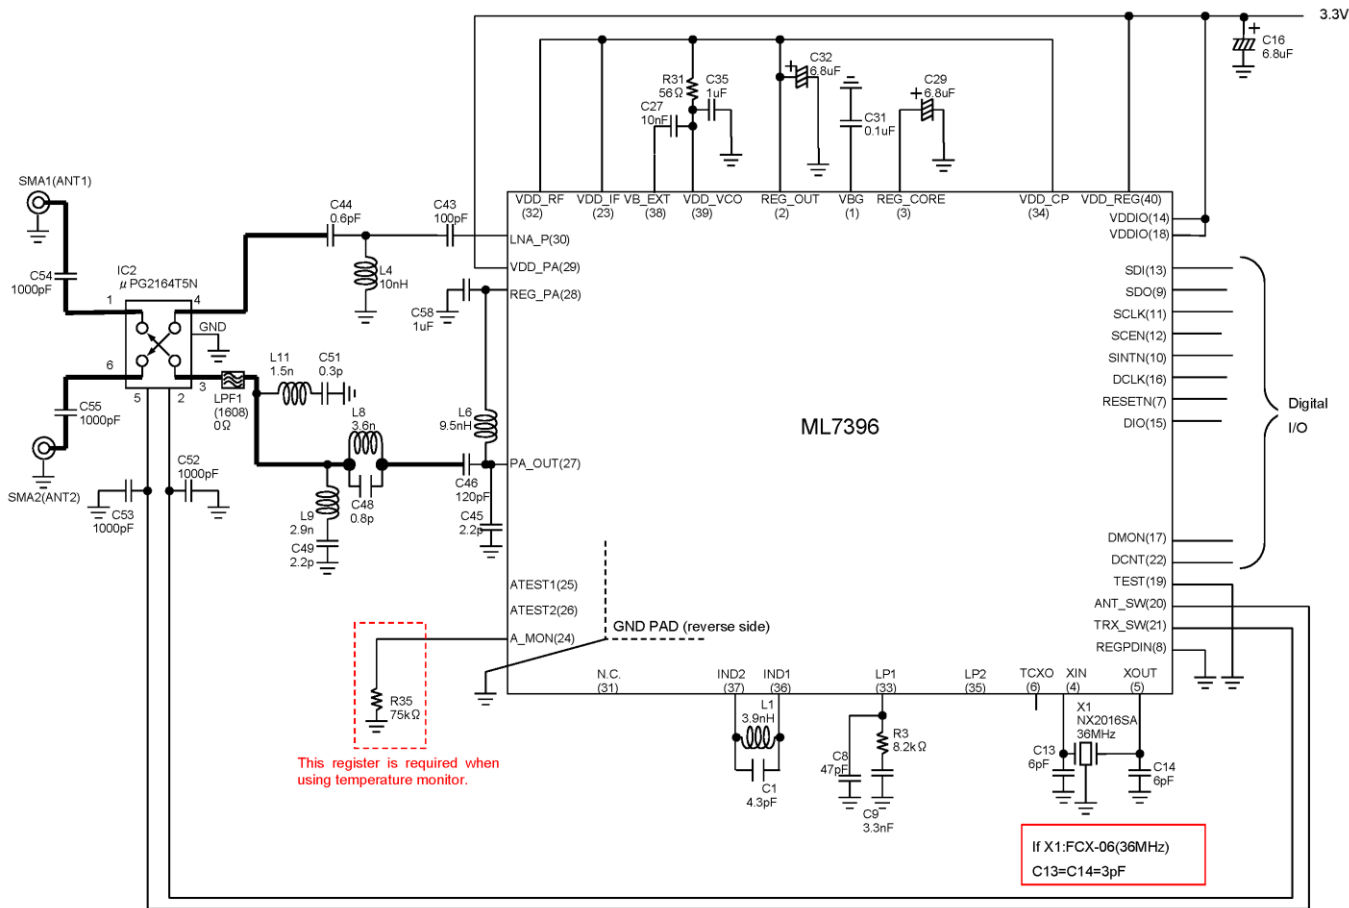 3.3V
C16
6.8uF
C32
6.8uF
R31
56Ω
C35
1uF
C29
6.8uF
C27
10nF
C31
0.1uF
SMA1(ANT1)
VDD_RF
(32)
VDD_IF
(23)
VB_EXT
(38)
VDD_VCO
(39)
REG_OUT
(2)
VBG
(1)
REG_CORE
(3)
VDD_CP
(34)
VDD_REG(40)
VDDIO(14)
VDDIO(18)
C44
0.6pF
C43
100pF
LNA_P(30)
VDD_PA(29)
REG_PA(28)
L4
10nH
C54
1000pF
IC2
μPG2164T5N
1
4
GND
6
3
5
2
C58
1uF
SDI(13)
SDO(9)
SCLK(11)
SCEN(12)
SINTN(10)
DCLK(16)
RESETN(7)
DIO(15)
Digital
I/O
L11
1.5n
C51
0.3p
LPF1
(1608)
0Ω
C55
1000pF
L8
3.6n
L6
9.5nH
ML7396
SMA2(ANT2)
C52
1000pF
C53
1000pF
PA_OUT(27)
C46
120pF
C48
0.8p
L9
2.9n
C45
2.2p
C49
2.2p
DMON(17)
DCNT(22)
TEST(19)
ANT_SW(20)
TRX_SW(21)
REGPDIN(8)
ATEST1(25)
ATEST2(26)
A_MON(24)
GND PAD (reverse side)
N.C.
(31)
IND2
(37)
IND1
(36)
LP1
(33)
LP2
(35)
TCXO
(6)
XIN
(4)
XOUT
(5)
R35
75kΩ
This register is required when
using temperature monitor.
L1
3.9nH
C1
4.3pF
R3
8.2kΩ
C8
47pF
C9
3.3nF
X1
NX2016SA
36MHz
C13
6pF
C14
6pF
If X1:FCX-06(36MHz)
C13=C14=3pF